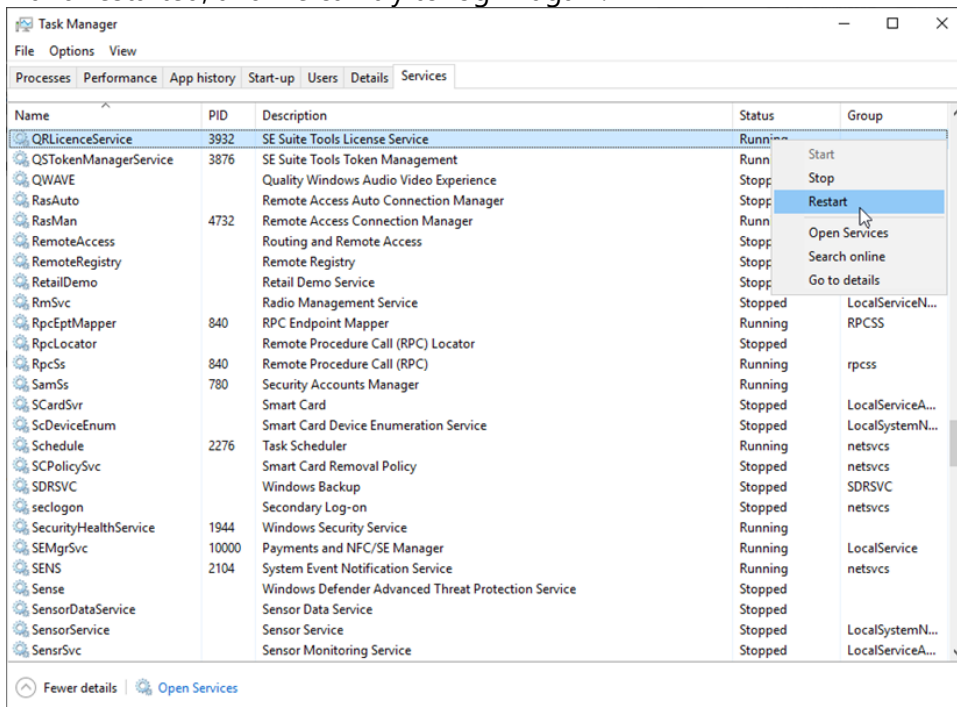 Task Manager
File Options View
Processes Performance App history Start-up Users Details Services
Name PID Description Status Group
QRLicenceService 3932 SE Suite Tools License Service Running
QSTokenManagerService 3876 SE Suite Tools Token Management Runn
QWAVE Quality Windows Audio Video Experience Stopp
RasAuto Remote Access Auto Connection Manager Stopp
RasMan 4732 Remote Access Connection Manager Runn
RemoteAccess Routing and Remote Access Stopp
RemoteRegistry Remote Registry Stopp
RetailDemo Retail Demo Service Stopp
Start
Stop
Restart
Open Services
Search online
Go to details
RmSvc Radio Management Service Stopped LocalServiceN...
RpcEptMapper 840 RPC Endpoint Mapper Running RPCSS
RpcLocator Remote Procedure Call (RPC) Locator Stopped
RpcSs 840 Remote Procedure Call (RPC) Running rpcss
SamSs 780 Security Accounts Manager Running
SCardSvr Smart Card Stopped LocalServiceA...
ScDeviceEnum Smart Card Device Enumeration Service Stopped LocalSystemN...
Schedule 2276 Task Scheduler Running netsvcs
SCPolicySvc Smart Card Removal Policy Stopped netsvcs
SDRSVC Windows Backup Stopped SDRSVC
seclogon Secondary Log-on Stopped netsvcs
SecurityHealthService 1944 Windows Security Service Running
SEMgrSvc 10000 Payments and NFC/SE Manager Running LocalService
SENS 2104 System Event Notification Service Running netsvcs
Sense Windows Defender Advanced Threat Protection Service Stopped
SensorDataService Sensor Data Service Stopped
SensorService Sensor Service Stopped LocalSystemN...
SensrSvc Sensor Monitoring Service Stopped LocalServiceA...
Fewer details Open Services